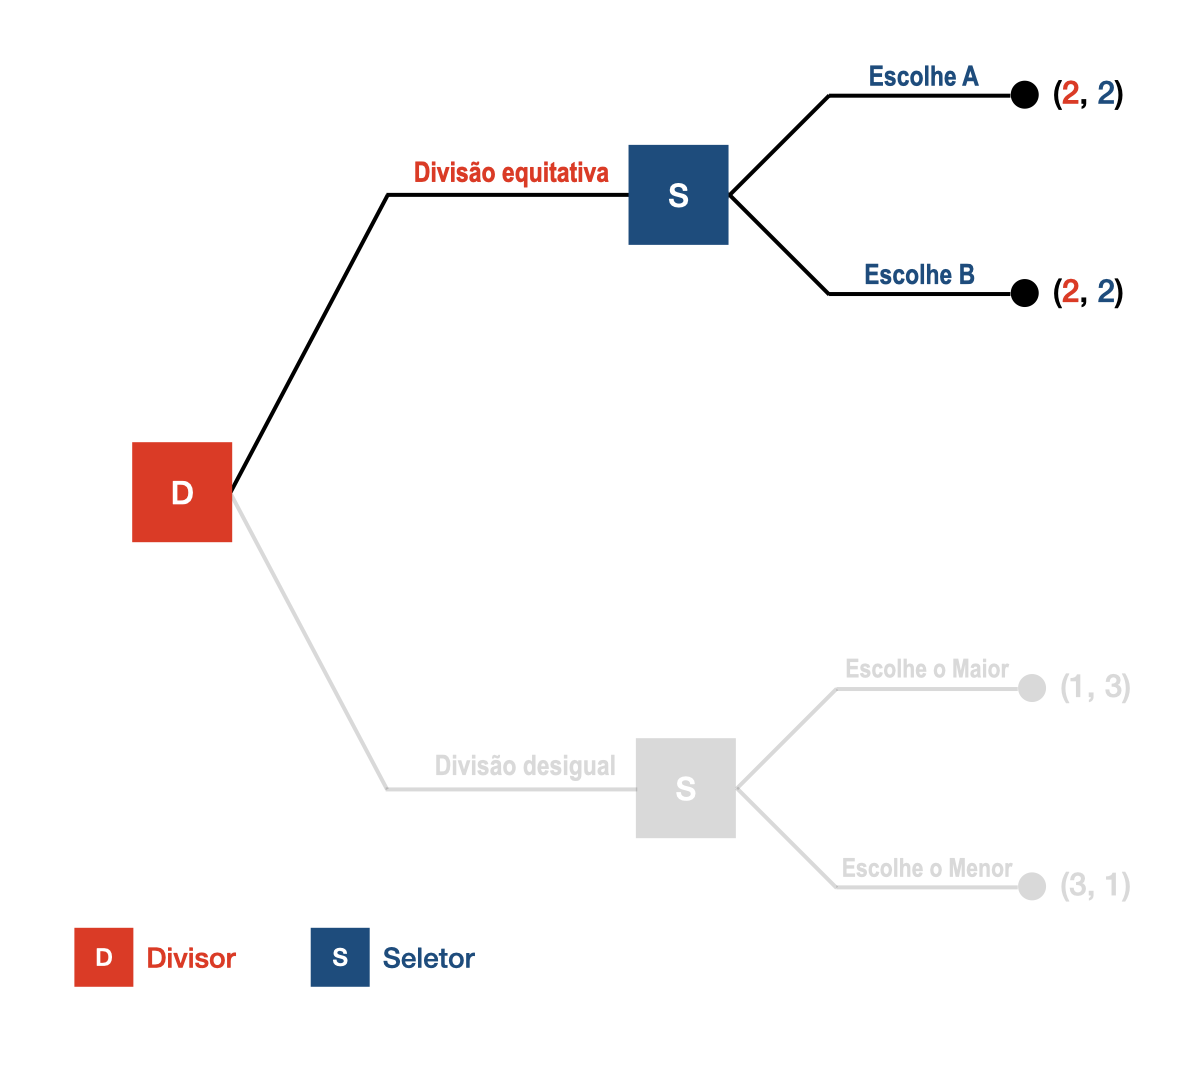 Escolhe A
(2, 2)
Divisão equitativa
S
Escolhe B
(2, 2)
D
Escolhe o Maior
(1, 3)
Divisão desigual
S
Escolhe o Menor
(3, 1)
D Divisor
S Seletor